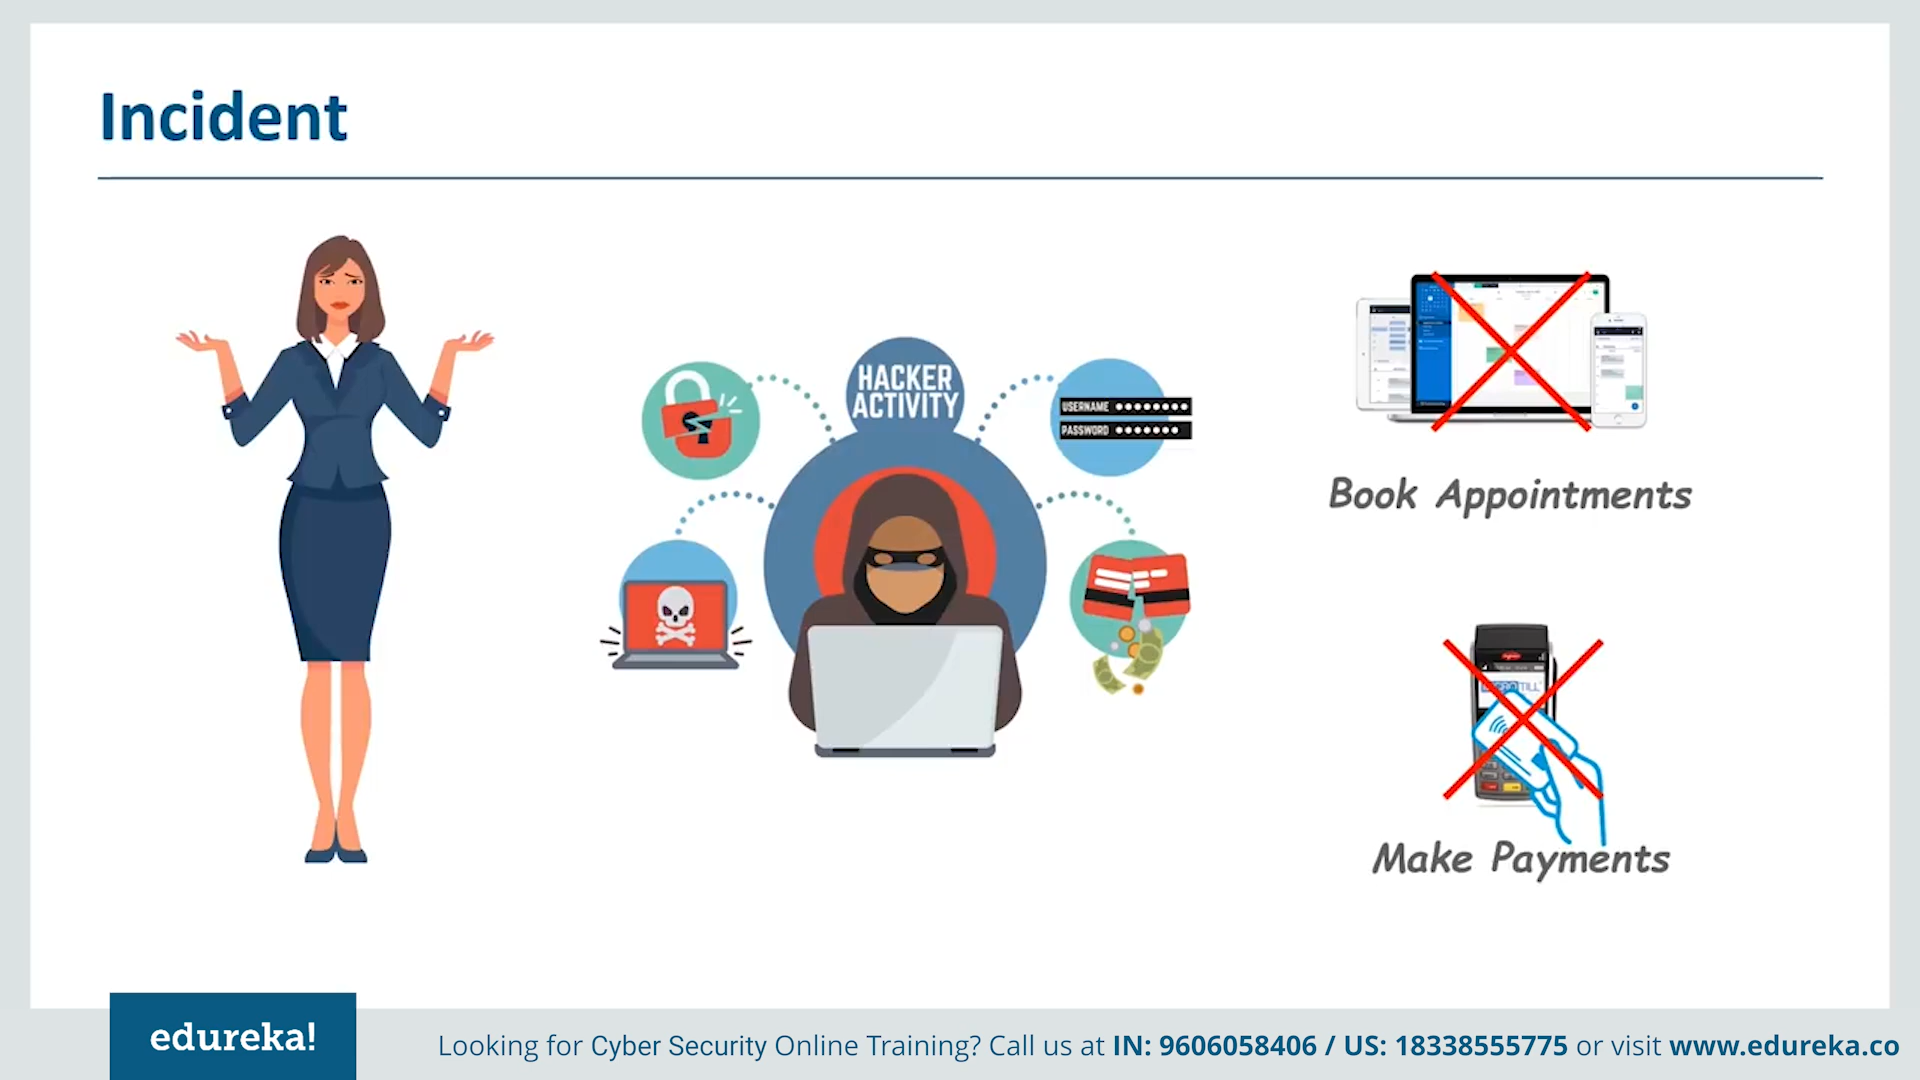 Incident
HACKER
ACTIVITY
USERNAME
PASSWORD
Book Appointments
Make Payments
edureka!
Looking for Cyber Security Online Training? Call us at IN: 9606058406 / US: 18338555775 or visit www.edureka.co